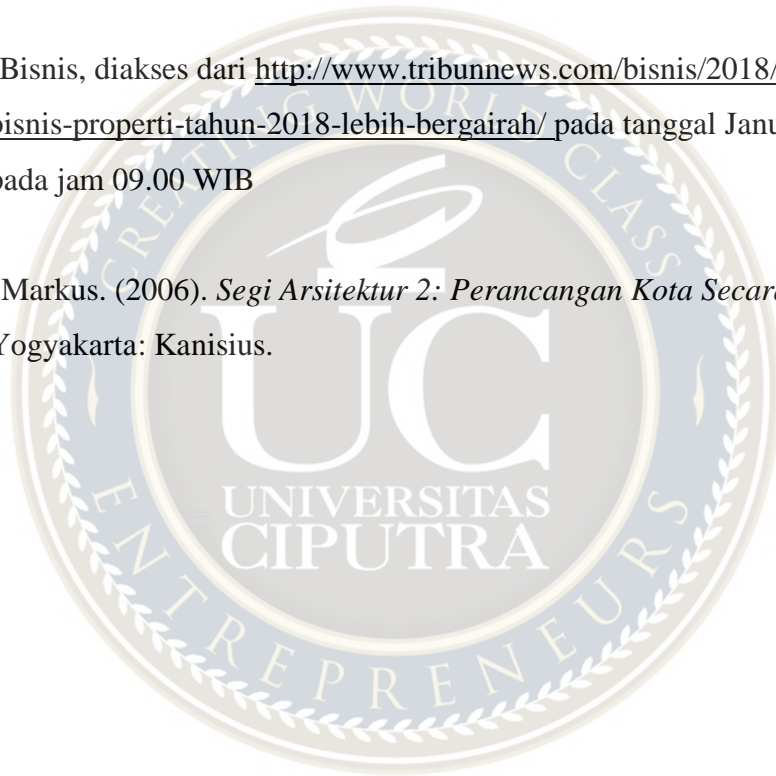 Bisnis, diakses dari http://www.tribunnews.com/bisnis/2018/
bisnis-properti-tahun-2018-lebih-bergairah/ pada tanggal Janu
pada jam 09.00 WIB
Markus. (2006). Segi Arsitektur 2: Perancangan Kota Secara
Yogyakarta: Kanisius.
CREATING WORLD CLASS
UC
UNIVERSITAS
CIPUTRA
ENTREPRENEURS